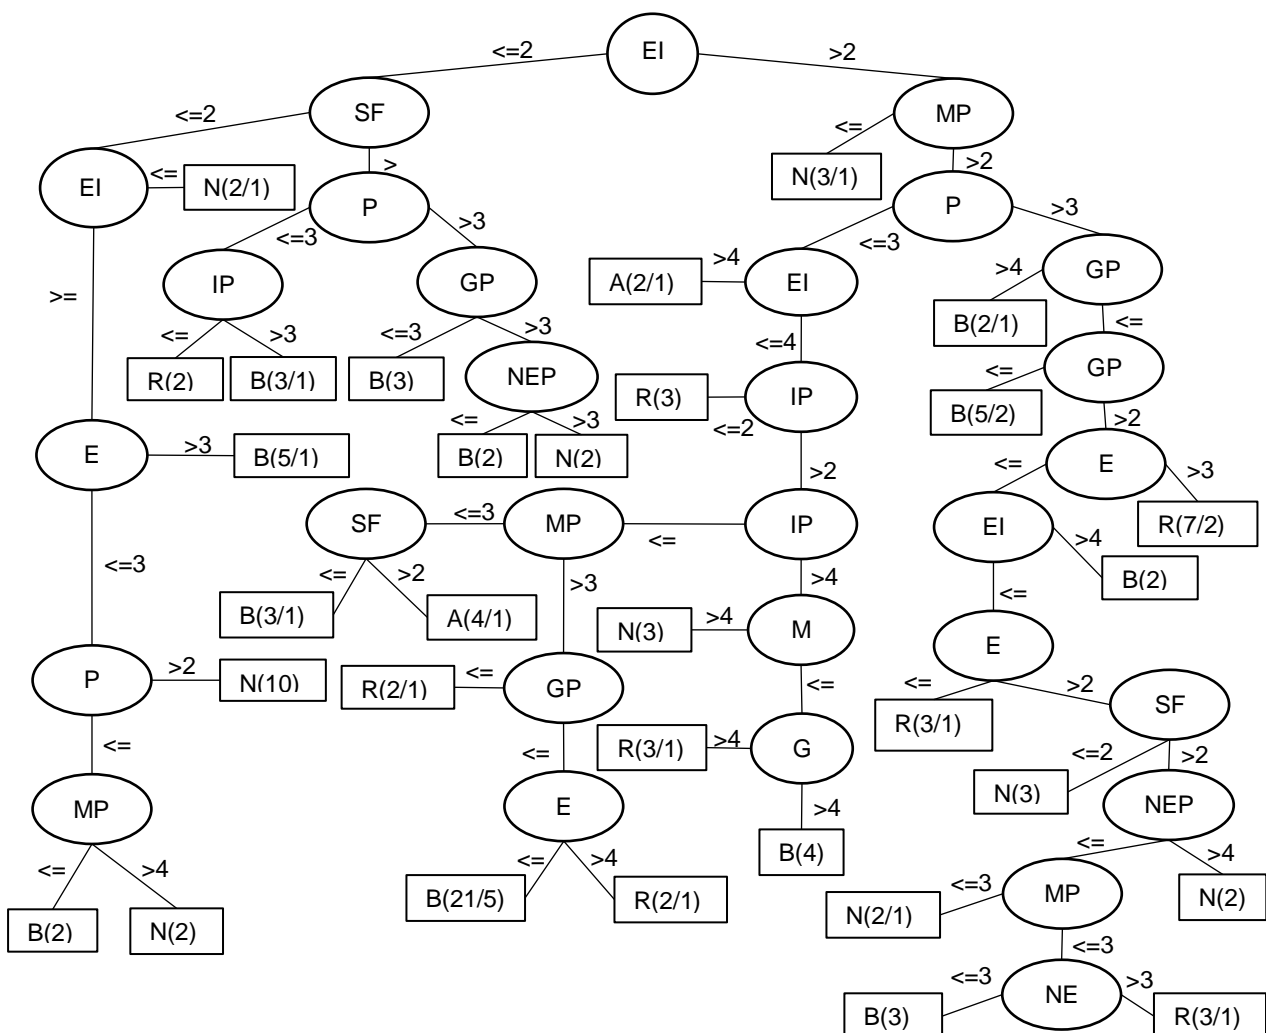 EI
<=2
>2
SF
MP
<=2
>
<=
>2
EI
<=
N(2/1)
P
N(3/1)
P
<=3
>3
<=3
>3
>=
IP
GP
A(2/1)
>4
EI
>4
GP
<=
>3
<=3
>3
<=4
B(2/1)
<=
R(2)
B(3/1)
B(3)
NEP
R(3)
<=2
IP
<=
GP
B(5/2)
>2
<=
>3
E
>3
B(5/1)
B(2)
N(2)
>2
<=
E
>3
SF
<=3
MP
<=
IP
EI
>4
R(7/2)
<=3
<=
>2
>3
>4
B(2)
B(3/1)
A(4/1)
N(3)
>4
M
<=
E
P
>2
N(10)
R(2/1)
<=
GP
<=
<=
>2
R(3/1)
SF
<=
<=
R(3/1)
>4
G
<=2
>2
MP
E
>4
N(3)
NEP
<=
>4
<=
>4
B(4)
<=
>4
B(21/5)
R(2/1)
<=3
MP
N(2)
B(2)
N(2)
N(2/1)
<=3
<=3
NE
>3
B(3)
R(3/1)